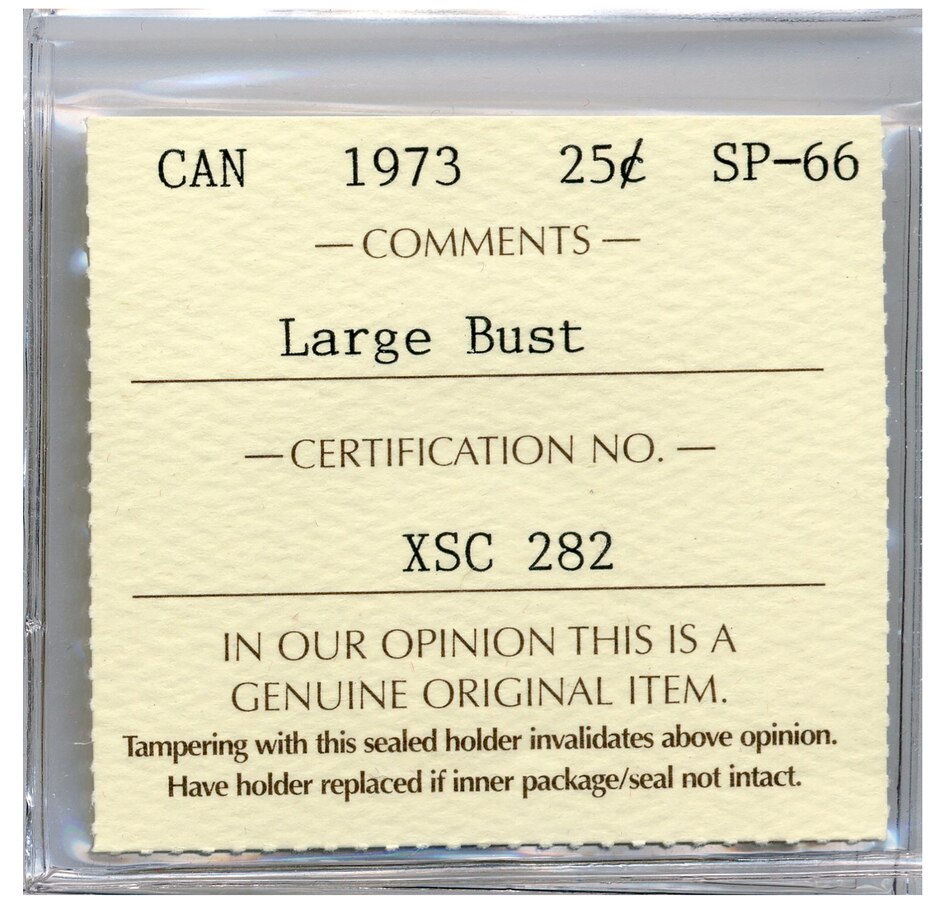 CAN 1973 25¢ SP-66
— COMMENTS —
Large Bust
— CERTIFICATION NO. —
XSC 282
IN OUR OPINION THIS IS A
GENUINE ORIGINAL ITEM.
Tampering with this sealed holder invalidates above opinion.
Have holder replaced if inner package/seal not intact.